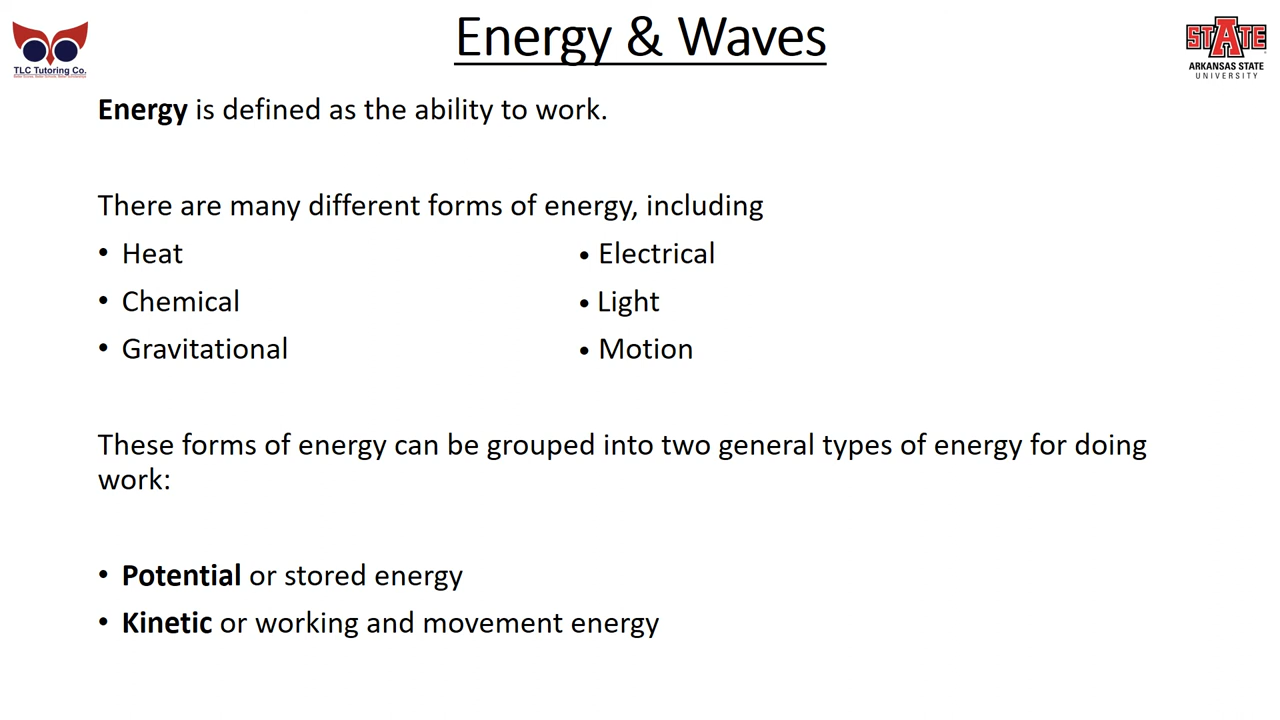 TLC Tutoring Co.
Energy & Waves
STATE
ARKANSAS STATE
UNIVERSITY
Energy is defined as the ability to work.
There are many different forms of energy, including
• Heat
• Chemical
• Gravitational
• Electrical
• Light
• Motion
These forms of energy can be grouped into two general types of energy for doing
work:
• Potential or stored energy
• Kinetic or working and movement energy